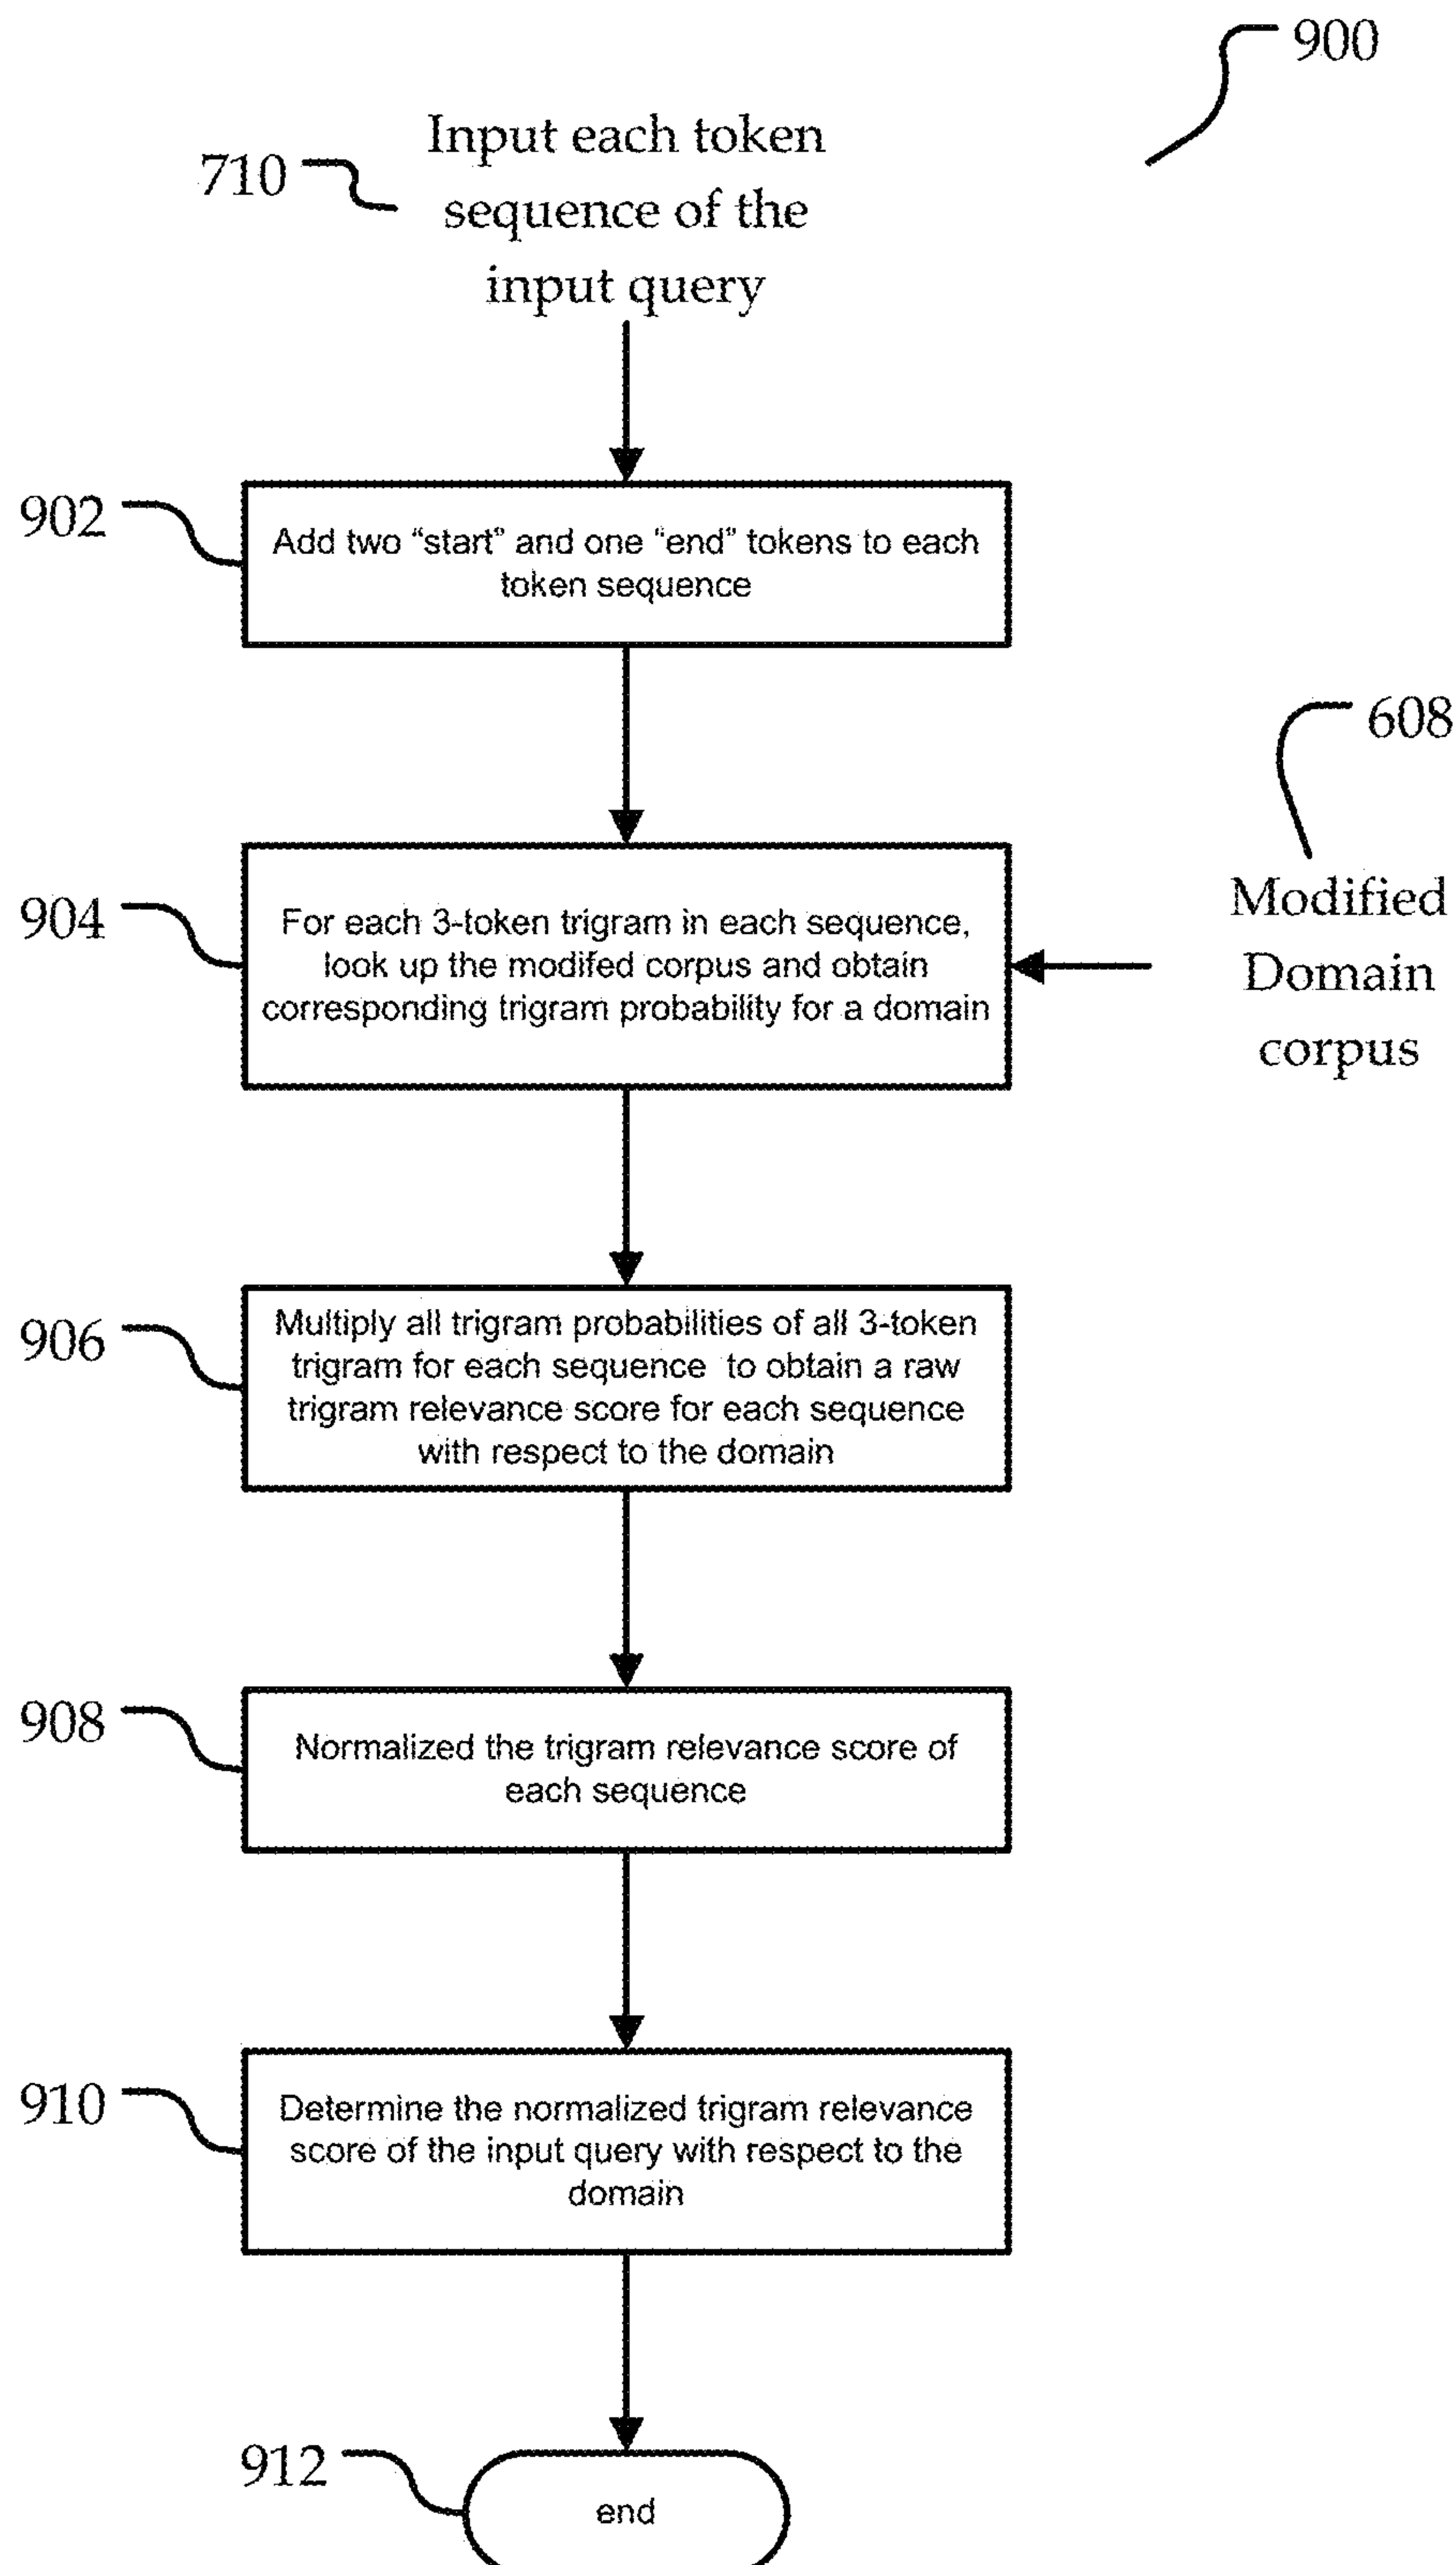 900
710
Input each token
sequence of the
input query
902
Add two "start" and one "end" tokens to each
token sequence
608
904
For each 3-token trigram in each sequence,
look up the modifed corpus and obtain
corresponding trigram probability for a domain
Modified
Domain
corpus
906
Multiply all trigram probabilities of all 3-token
trigram for each sequence to obtain a raw
trigram relevance score for each sequence
with respect to the domain
908
Normalized the trigram relevance score of
each sequence
910
Determine the normalized trigram relevance
score of the input query with respect to the
domain
912
end